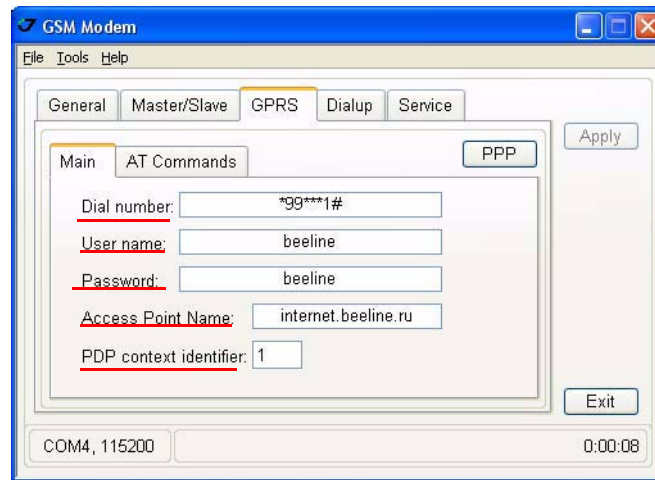 GSM Modem
File Tools Help
General Master/Slave GPRS Dialup Service
Apply
Main AT Commands PPP
Dial number: *99***1#
User name: beeline
Password: beeline
Access Point Name: internet.beeline.ru
PDP context identifier: 1
Exit
COM4, 115200 0:00:08